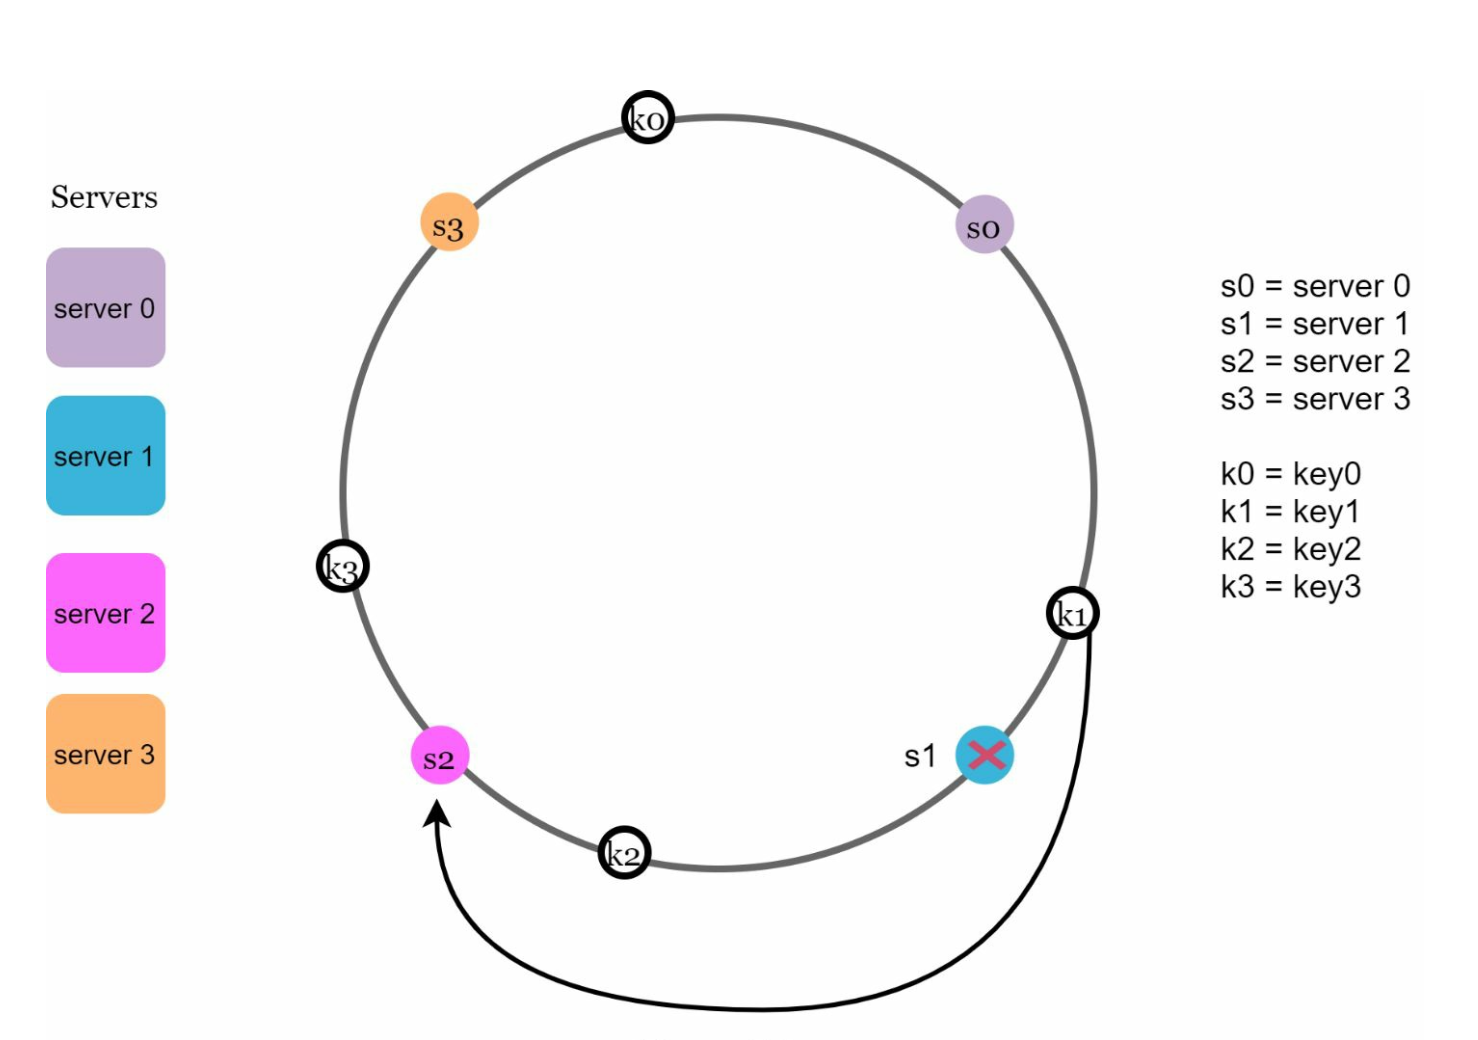 Servers
server 0
server 1
server 2
server 3
k0
s3
s0
k3
k1
s2
s1
k2
s0 = server 0
s1 = server 1
s2 = server 2
s3 = server 3
k0 = key0
k1 = key1
k2 = key2
k3 = key3